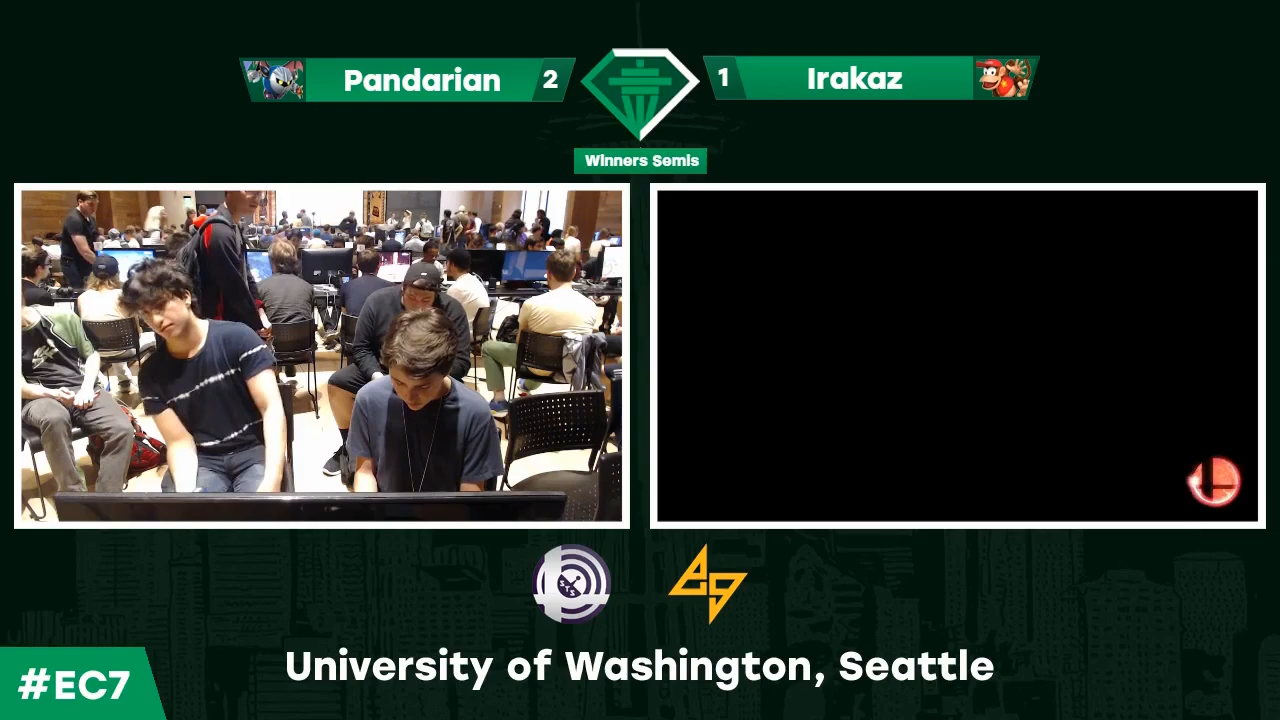 Pandarian 2
1 Irakaz
Winners Semis
University of Washington, Seattle
#EC7